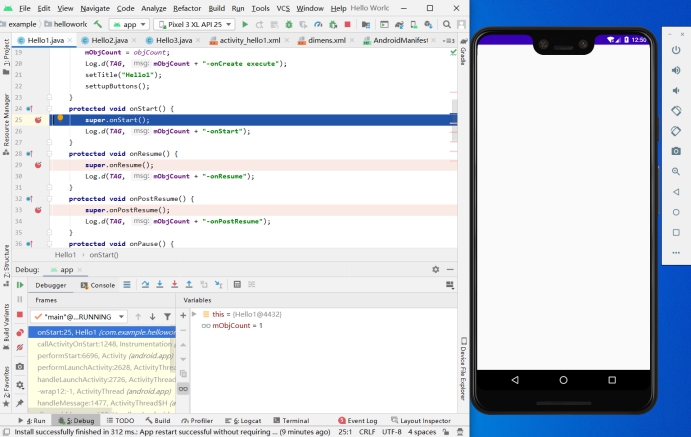 File Edit View Navigate Code Analyze Refactor Build Run Tools VCS Window Help Hello Worlc
example helloworlc app Pixel 3 XL API 25
Hello1.java Hello2.java Hello3.java activity_hello1.xml dimens.xml AndroidManifest
19 mObjCount = objCount;
20 Log.d(TAG, msg: mObjCount + "-onCreate execute");
21 setTitle("Hello1");
22 settupButtons();
23 }
24 protected void onStart() {
25 super.onStart();
26 Log.d(TAG, msg: mObjCount + "-onStart");
27 }
28 protected void onResume() {
29 super.onResume();
30 Log.d(TAG, msg: mObjCount + "-onResume");
31 }
32 protected void onPostResume() {
33 super.onPostResume();
34 Log.d(TAG, msg: mObjCount + "-onPostResume");
35 }
36 protected void onPause() {
Hello1 onStart()
1: Project
Resource Manager
Z: Structure
Build Variants
2: Favorites
Gradle
Device File Explorer
Debug: app
Debugger Console
Frames
"main"@...RUNNING
onStart:25, Hello1 (com.example.hellowor
callActivityOnStart:1248, Instrumentation
performStart:6696, Activity (android.app)
performLaunchActivity:2628, ActivityThre
handleLaunchActivity:2726, ActivityThread
-wrap12:-1, ActivityThread (android.app)
handleMessage:1477, ActivityThread$H (a
Variables
this = {Hello1@4432}
mObjCount = 1
4: Run 5: Debug TODO Build Profiler 6: Logcat Terminal Event Log Layout Inspector
Install successfully finished in 312 ms.: App restart successful without requiring ... (9 minutes ago) 25:1 CRLF UTF-8 4 spaces
12:50